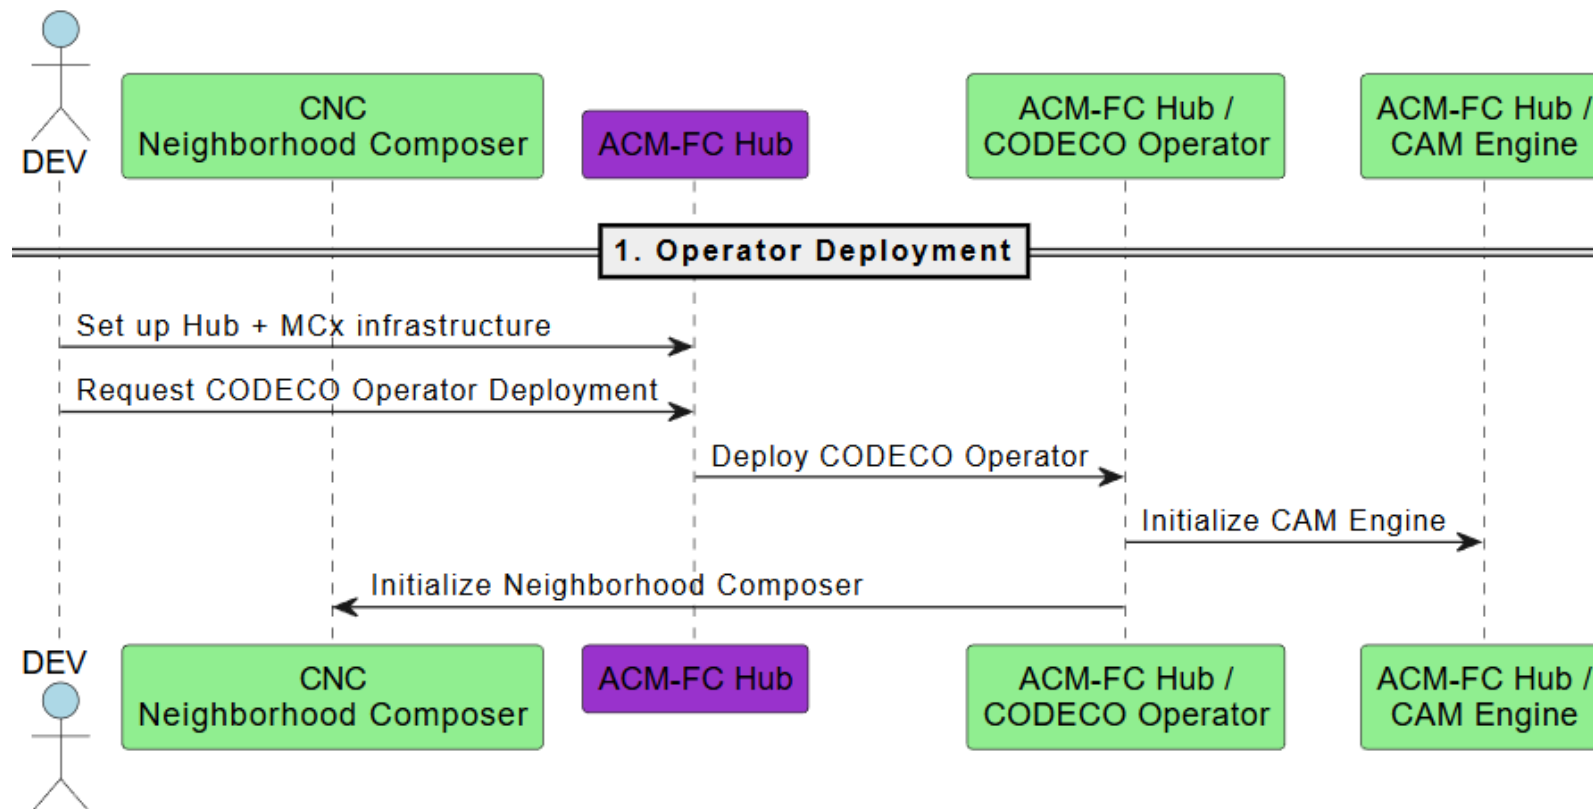 DEV
CNC
Neighborhood Composer
ACM-FC Hub
ACM-FC Hub /
CODECO Operator
ACM-FC Hub /
CAM Engine
1. Operator Deployment
Set up Hub + MCx infrastructure
Request CODECO Operator Deployment
Deploy CODECO Operator
Initialize CAM Engine
Initialize Neighborhood Composer
DEV
CNC
Neighborhood Composer
ACM-FC Hub
ACM-FC Hub /
CODECO Operator
ACM-FC Hub /
CAM Engine